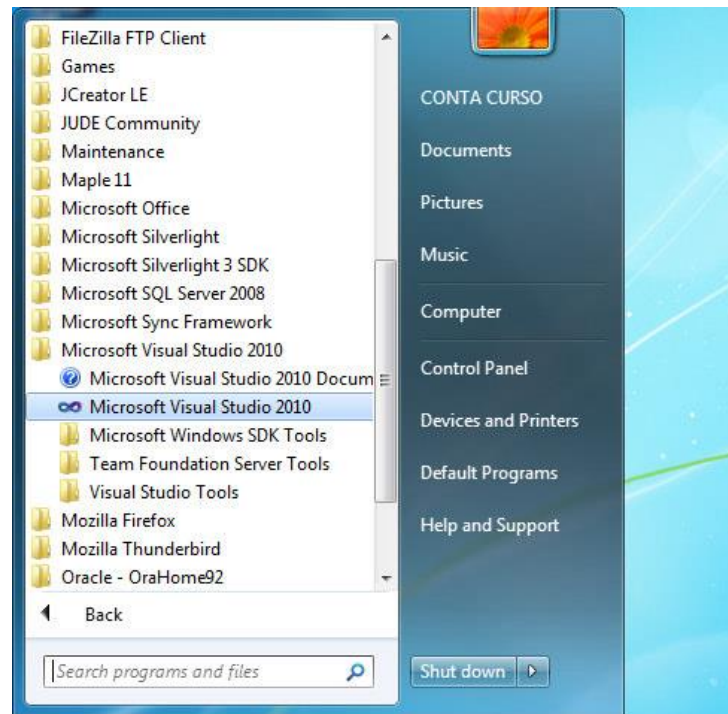 FileZilla FTP Client
Games
JCreator LE
JUDE Community
Maintenance
Maple 11
Microsoft Office
Microsoft Silverlight
Microsoft Silverlight 3 SDK
Microsoft SQL Server 2008
Microsoft Sync Framework
Microsoft Visual Studio 2010
Microsoft Visual Studio 2010 Docum
Microsoft Visual Studio 2010
Microsoft Windows SDK Tools
Team Foundation Server Tools
Visual Studio Tools
Mozilla Firefox
Mozilla Thunderbird
Oracle - OraHome92
Back
Search programs and files
CONTA CURSO
Documents
Pictures
Music
Computer
Control Panel
Devices and Printers
Default Programs
Help and Support
Shut down